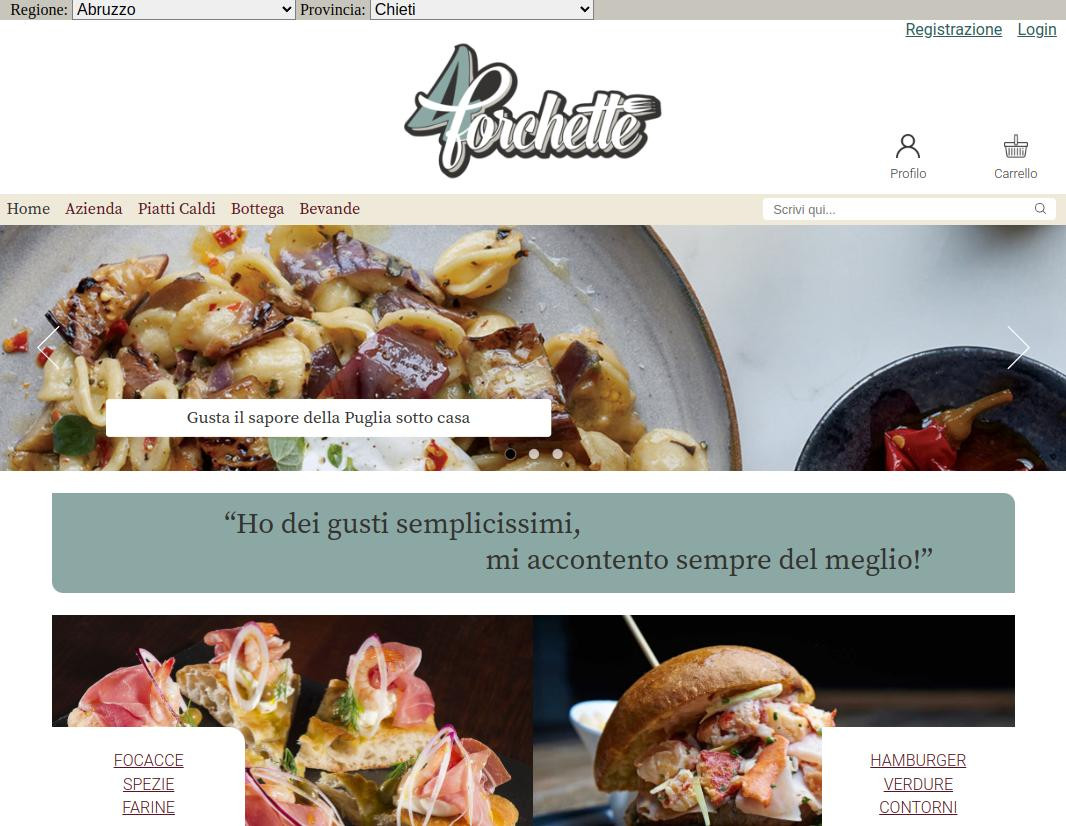 Regione: Abruzzo Provincia: Chieti
Registrazione Login
4forchette
Profilo Carrello
Home Azienda Piatti Caldi Bottega Bevande Scrivi qui...
Gusta il sapore della Puglia sotto casa
“Ho dei gusti semplicissimi,
mi accontento sempre del meglio!”
FOCACCE HAMBURGER
SPEZIE VERDURE
FARINE CONTORNI